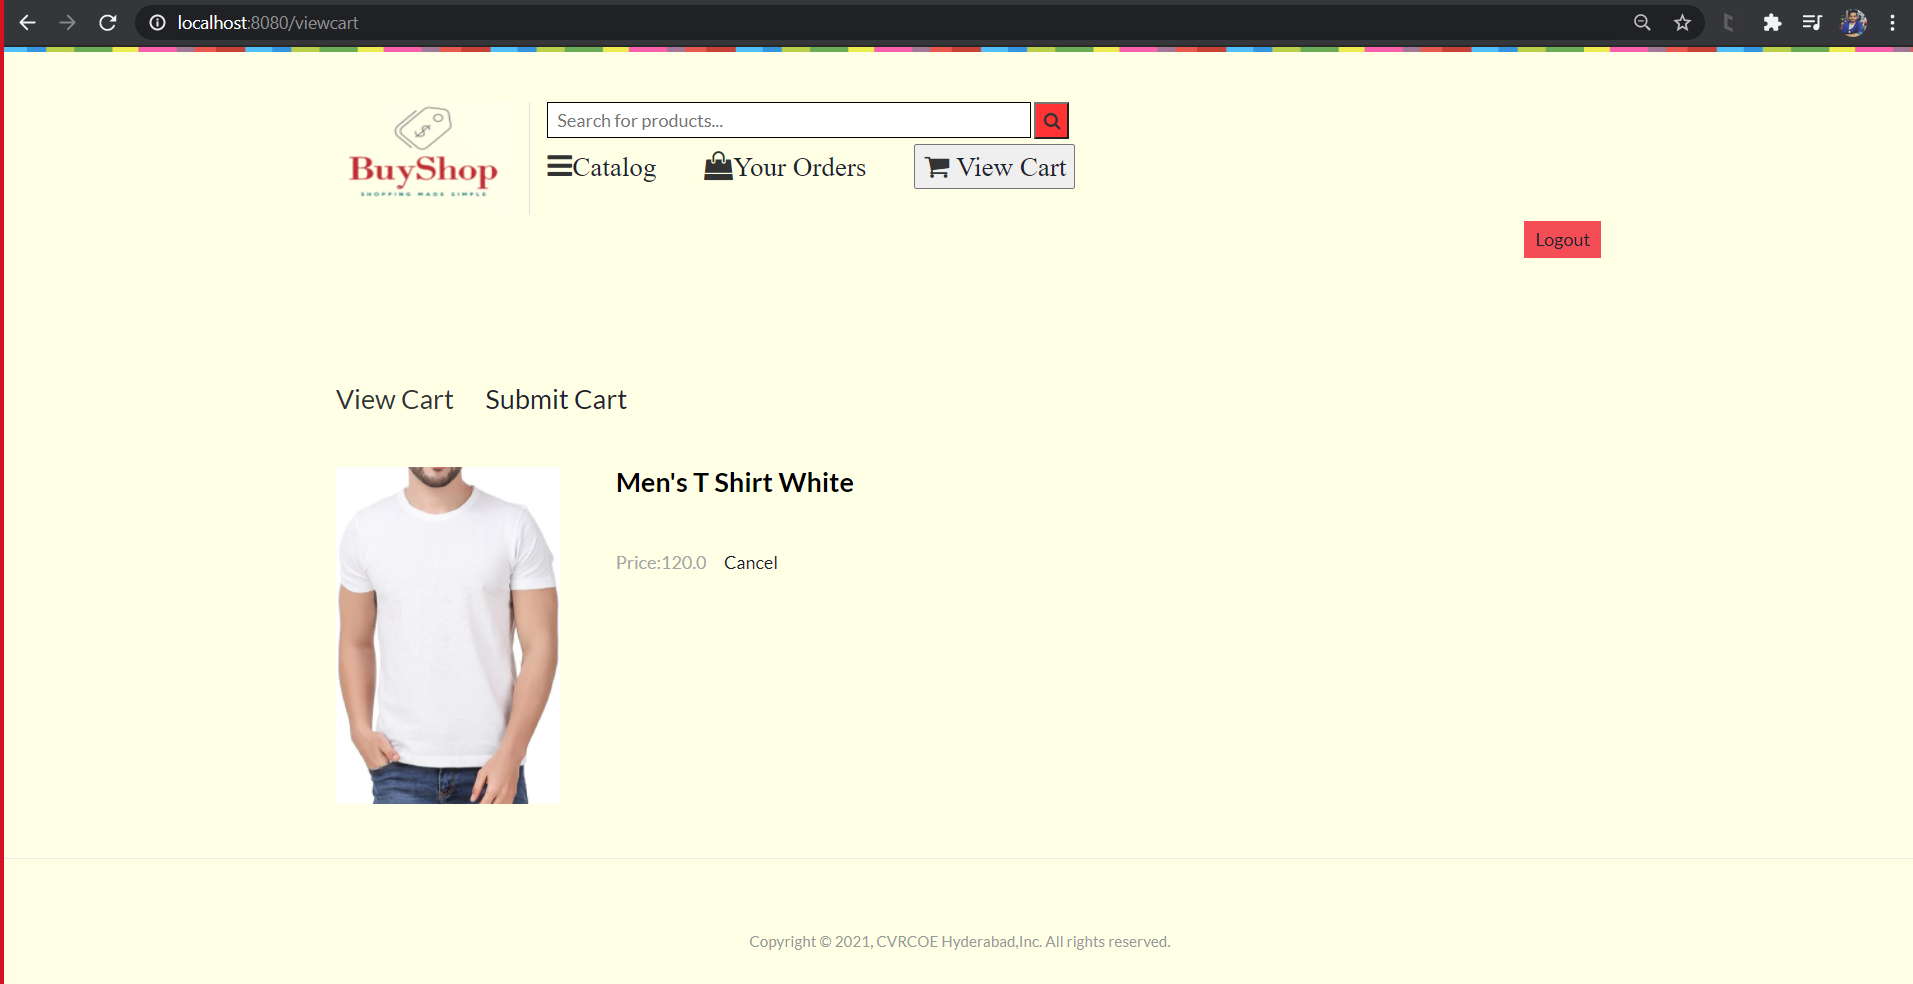 localhost:8080/viewcart
Search for products...
$
BuyShop
SHOPPING MADE SIMPLE
Catalog Your Orders View Cart
Logout
View Cart Submit Cart
Men's T Shirt White
Price:120.0 Cancel
Copyright © 2021, CVRCOE Hyderabad,Inc. All rights reserved.